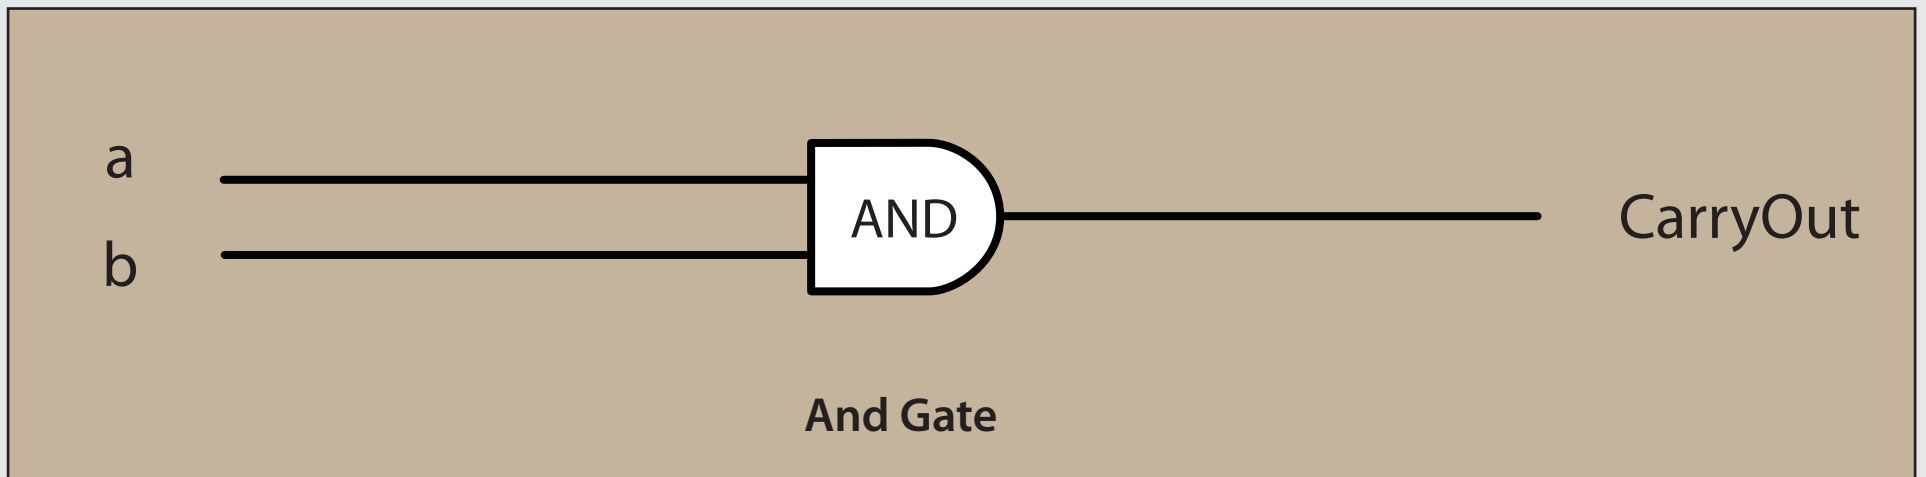 a
b
AND
CarryOut
And Gate